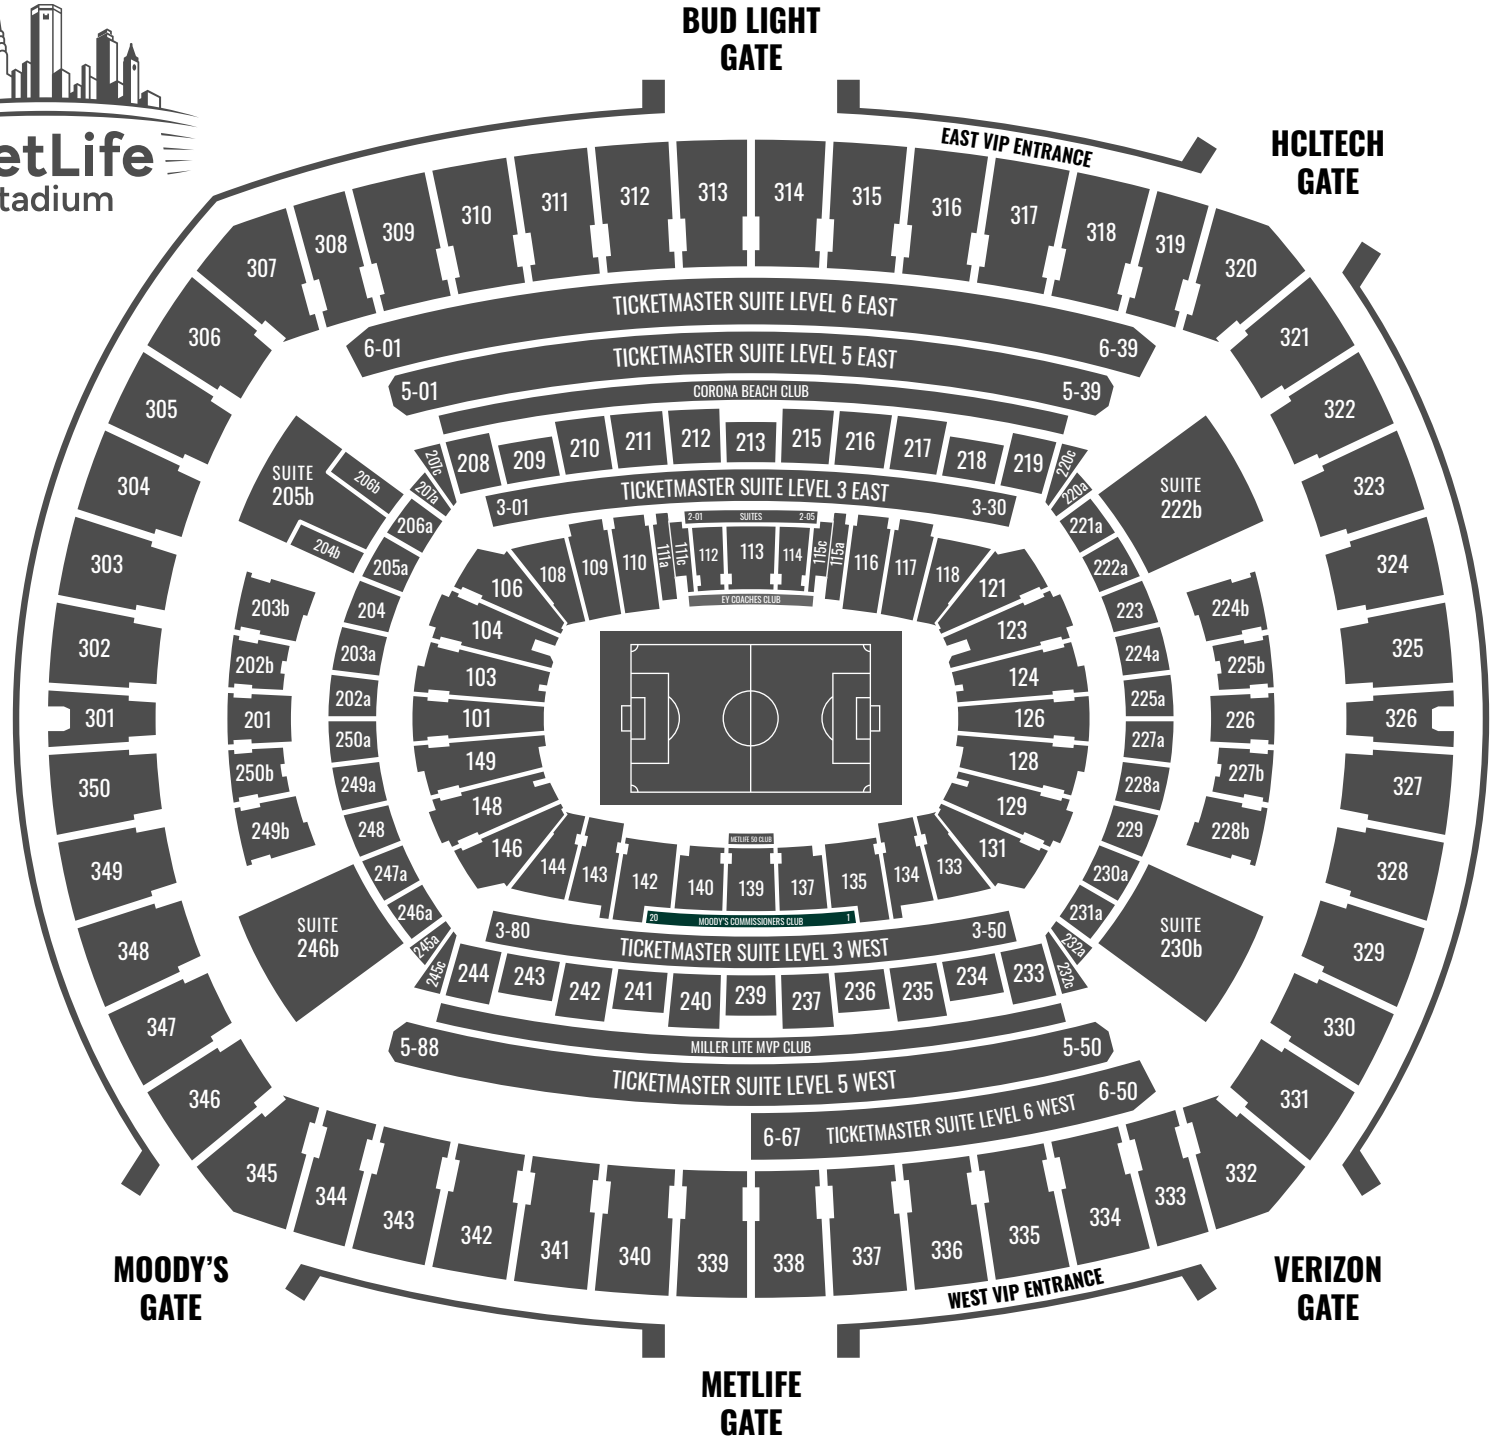 BUD LIGHT
GATE
etLife
tadium
EAST VIP ENTRANCE
HCLTECH
GATE
307
308
309
310
311
312
313
314
315
316
317
318
319
320
306
305
304
303
302
301
350
349
348
347
346
321
322
323
324
325
326
327
328
329
330
331
TICKETMASTER SUITE LEVEL 6 EAST
6-01
6-39
TICKETMASTER SUITE LEVEL 5 EAST
5-01
5-39
CORONA BEACH CLUB
207c
208
209
210
211
212
213
215
216
217
218
219
220c
207a
220a
TICKETMASTER SUITE LEVEL 3 EAST
3-01
3-30
SUITE
205b
206b
204b
SUITE
222b
206a
205a
204
203a
202a
250a
249a
248
247a
246a
245a
245c
221a
222a
223
224a
225a
227a
228a
229
230a
231a
232a
232c
203b
202b
201
250b
249b
224b
225b
226
227b
228b
SUITE
246b
SUITE
230b
2-01
SUITES
2-05
106
108
109
110
111a
111c
112
113
114
115c
115a
116
117
118
121
EY COACHES CLUB
104
103
101
149
148
146
123
124
126
128
129
131
METLIFE 50 CLUB
144
143
142
140
139
137
135
134
133
20
MOODY'S COMMISSIONERS CLUB
1
3-80
3-50
TICKETMASTER SUITE LEVEL 3 WEST
244
243
242
241
240
239
237
236
235
234
233
MILLER LITE MVP CLUB
5-88
5-50
TICKETMASTER SUITE LEVEL 5 WEST
6-67
TICKETMASTER SUITE LEVEL 6 WEST
6-50
345
344
343
342
341
340
339
338
337
336
335
334
333
332
WEST VIP ENTRANCE
MOODY'S
GATE
VERIZON
GATE
METLIFE
GATE